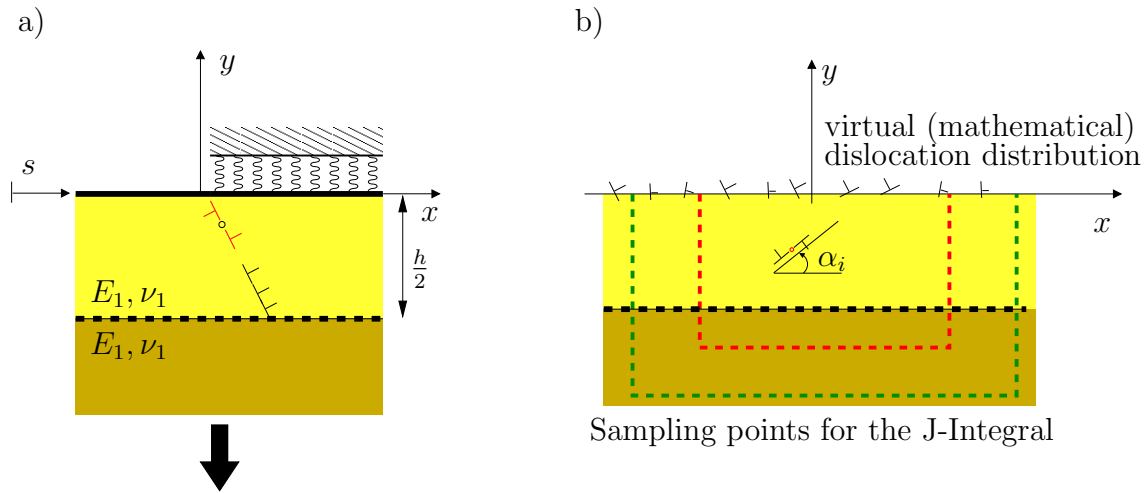 a)
y
s
x
h
2
E1, ν1
E1, ν1
b)
y
virtual (mathematical)
dislocation distribution
x
αi
Sampling points for the J-Integral